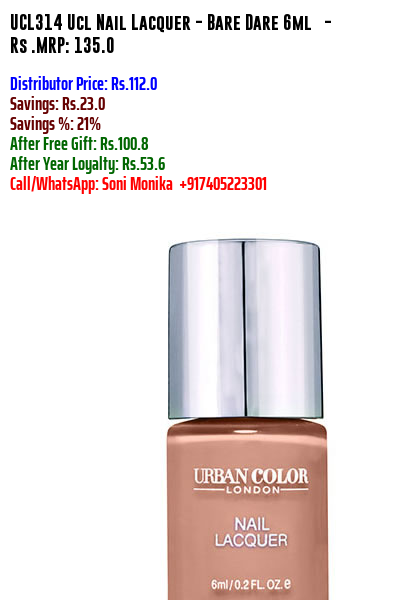 UCL314 Ucl Nail Lacquer - Bare Dare 6ml -
Rs .MRP: 135.0
Distributor Price: Rs.112.0
Savings: Rs.23.0
Savings %: 21%
After Free Gift: Rs.100.8
After Year Loyalty: Rs.53.6
Call/WhatsApp: Soni Monika +917405223301
URBAN COLOR
LONDON
NAIL
LACQUER
6ml/0.2 FL. OZ. e